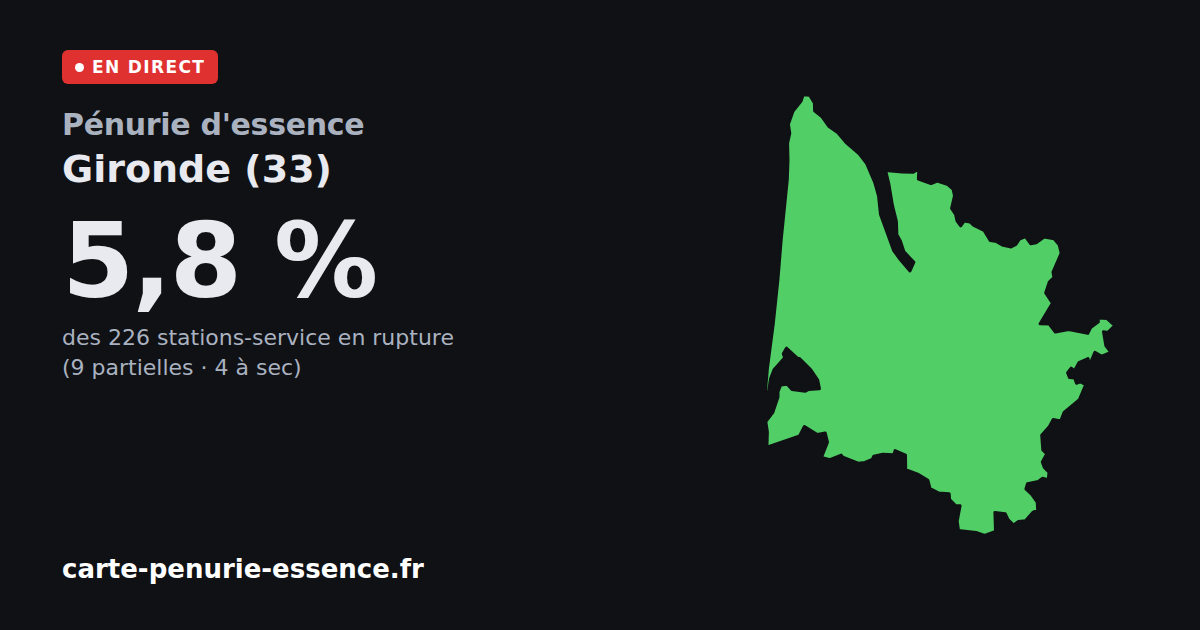 EN DIRECT
Pénurie d'essence
Gironde (33)
5,8 %
des 226 stations-service en rupture
(9 partielles · 4 à sec)
carte-penurie-essence.fr